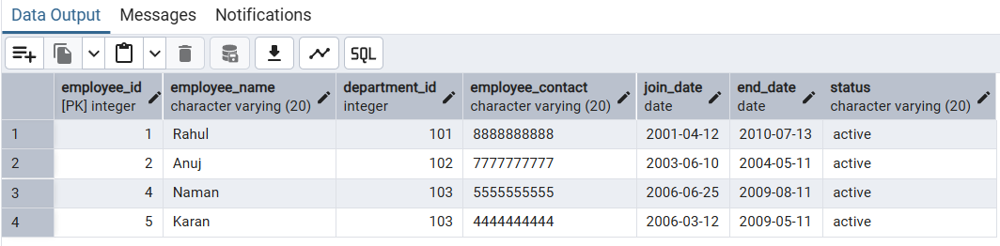 Data Output Messages Notifications
SQL
employee_id employee_name department_id employee_contact join_date end_date status
[PK] integer character varying (20) integer character varying (20) date date character varying (20)
1 1 Rahul 101 8888888888 2001-04-12 2010-07-13 active
2 2 Anuj 102 7777777777 2003-06-10 2004-05-11 active
3 4 Naman 103 5555555555 2006-06-25 2009-08-11 active
4 5 Karan 103 4444444444 2006-03-12 2009-05-11 active